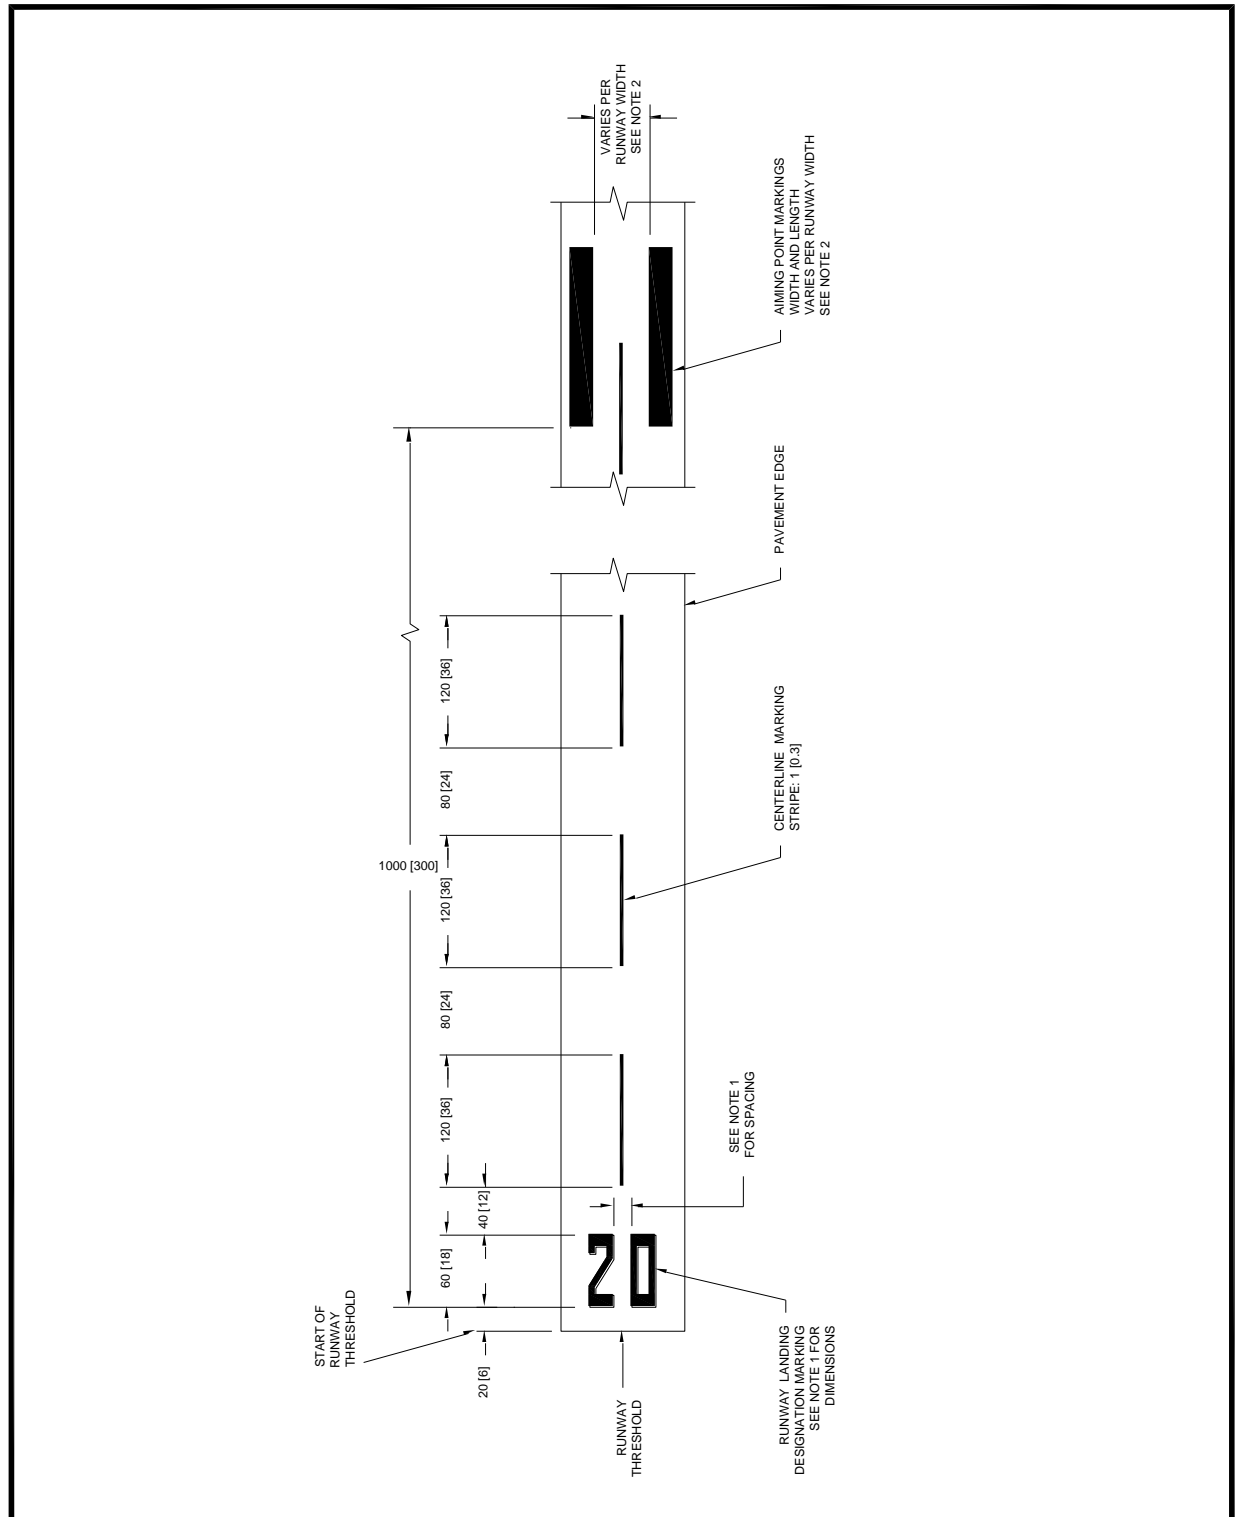 VARIES PER
RUNWAY WIDTH
SEE NOTE 2
AIMING POINT MARKINGS
WIDTH AND LENGTH
VARIES PER RUNWAY WIDTH
SEE NOTE 2
PAVEMENT EDGE
120 [36]
80 [24]
CENTERLINE MARKING
STRIPE: 1 [0.3]
1000 [300]
120 [36]
80 [24]
120 [36]
SEE NOTE 1
FOR SPACING
40 [12]
60 [18]
20
START OF
RUNWAY
THRESHOLD
20 [6]
RUNWAY
THRESHOLD
RUNWAY LANDING
DESIGNATION MARKING
SEE NOTE 1 FOR
DIMENSIONS